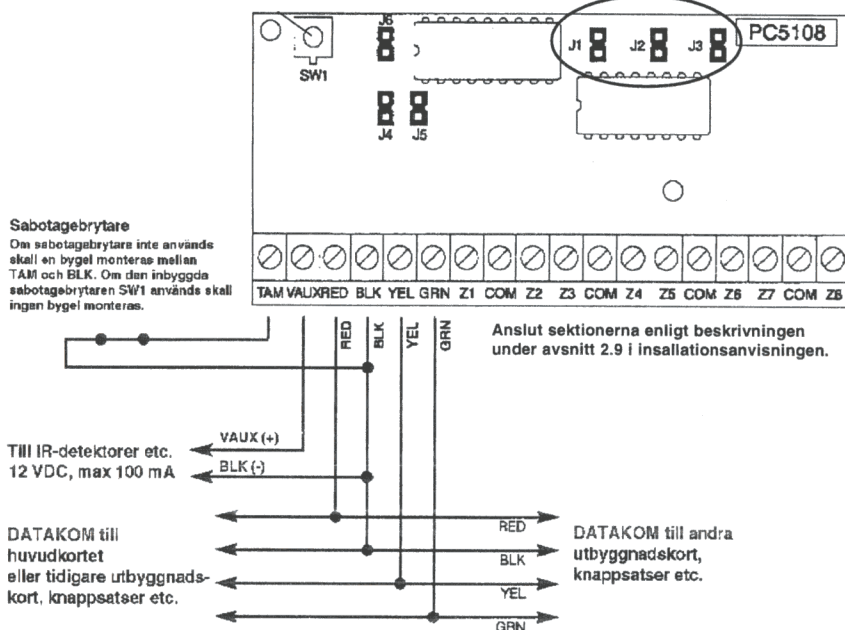 J6
J1
J2
J3
PC5108
SW1
J4
J5
Sabotagebrytare
Om sabotagebrytare inte används
skall en bygel monteras mellan
TAM och BLK. Om den inbyggda
sabotagebrytaren SW1 används skall
ingen bygel monteras.
TAM VAUX RED BLK YEL GRN Z1 COM Z2 Z3 COM Z4 Z5 COM Z6 Z7 COM Z8
RED
BLK
YEL
GRN
Anslut sektionerna enligt beskrivningen
under avsnitt 2.9 i insallationsanvisningen.
Till IR-detektorer etc.
12 VDC, max 100 mA
VAUX (+)
BLK (-)
DATAKOM till
huvudkortet
eller tidigare utbyggnads-
kort, knappsatser etc.
RED
BLK
YEL
GRN
DATAKOM till andra
utbyggnadskort,
knappsatser etc.